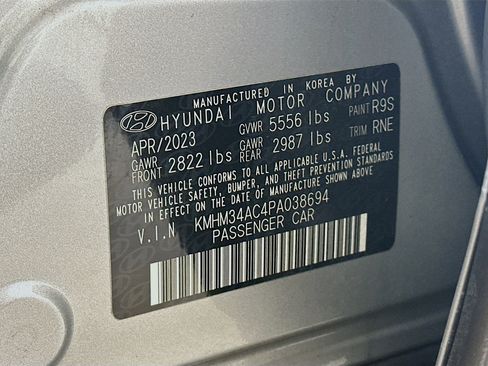 MANUFACTURED IN KOREA BY
HYUNDAI MOTOR COMPANY
APR/2023 GVWR 5556 lbs PAINT R9S
GAWR FRONT 2822 lbs GAWR REAR 2987 lbs TRIM RNE
THIS VEHICLE CONFORMS TO ALL APPLICABLE U.S.A. FEDERAL
MOTOR VEHICLE SAFETY, BUMPER, AND THEFT PREVENTION STANDARDS
IN EFFECT ON THE DATE OF MANUFACTURE SHOWN ABOVE.
V.I.N KMHM34AC4PA038694
PASSENGER CAR